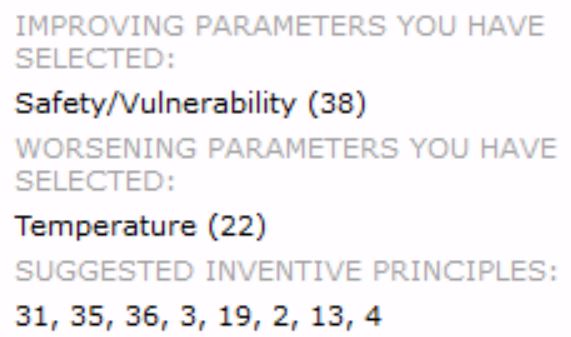 IMPROVING PARAMETERS YOU HAVE
SELECTED:
Safety/Vulnerability (38)
WORSENING PARAMETERS YOU HAVE
SELECTED:
Temperature (22)
SUGGESTED INVENTIVE PRINCIPLES:
31, 35, 36, 3, 19, 2, 13, 4